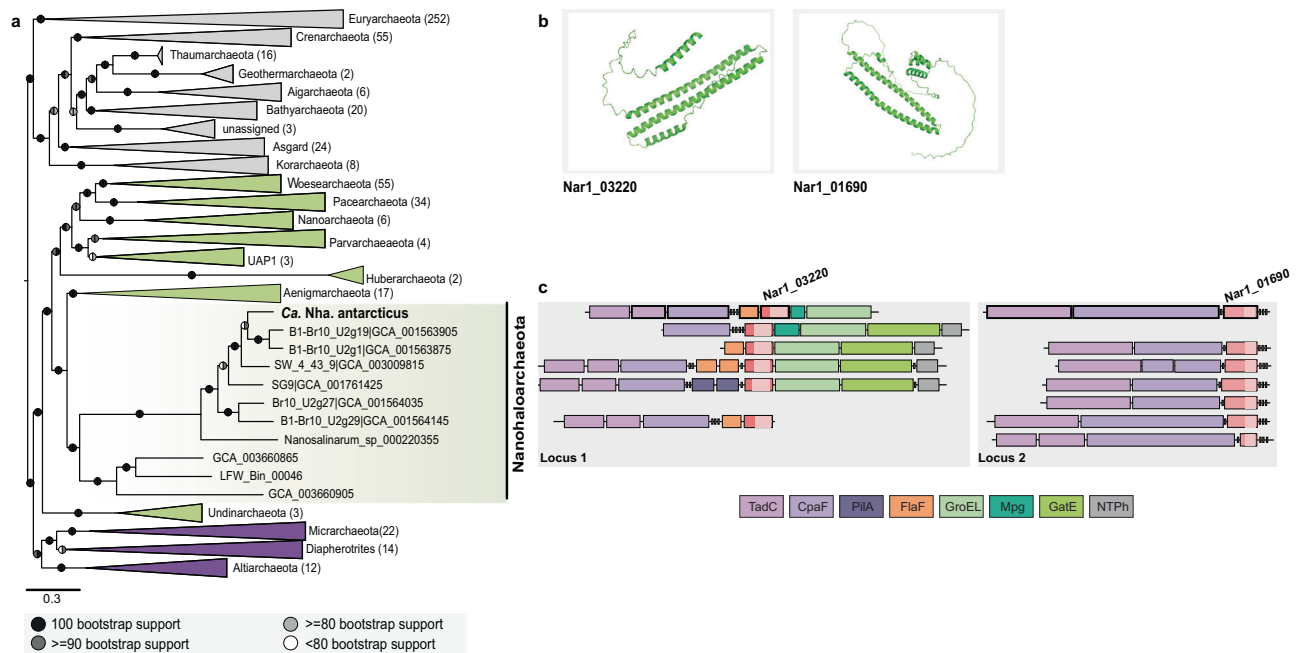 a
Euryarchaeota (252)
Crenarchaeota (55)
Thaumarchaeota (16)
Geothermarchaeota (2)
Aigarchaeota (6)
Bathyarchaeota (20)
unassigned (3)
Asgard (24)
Korarchaeota (8)
Woesearchaeota (55)
Pacearchaeota (34)
Nanoarchaeota (6)
Parvarchaeaeota (4)
UAP1 (3)
Huberarchaeota (2)
Aenigmarchaeota (17)
Ca. Nha. antarcticus
B1-Br10_U2g19|GCA_001563905
B1-Br10_U2g1|GCA_001563875
SW_4_43_9|GCA_003009815
SG9|GCA_001761425
Br10_U2g27|GCA_001564035
B1-Br10_U2g29|GCA_001564145
Nanosalinarum_sp_000220355
GCA_003660865
LFW_Bin_00046
GCA_003660905
Undinarchaeota (3)
Micrarchaeota(22)
Diapherotrites (14)
Altiarchaeota (12)
Nanohaloarchaeota
0.3
100 bootstrap support
>=80 bootstrap support
>=90 bootstrap support
<80 bootstrap support
b
Nar1_03220
Nar1_01690
c
Nar1_03220
Nar1_01690
Locus 1
Locus 2
TadC
CpaF
PilA
FlaF
GroEL
Mpg
GatE
NTPh